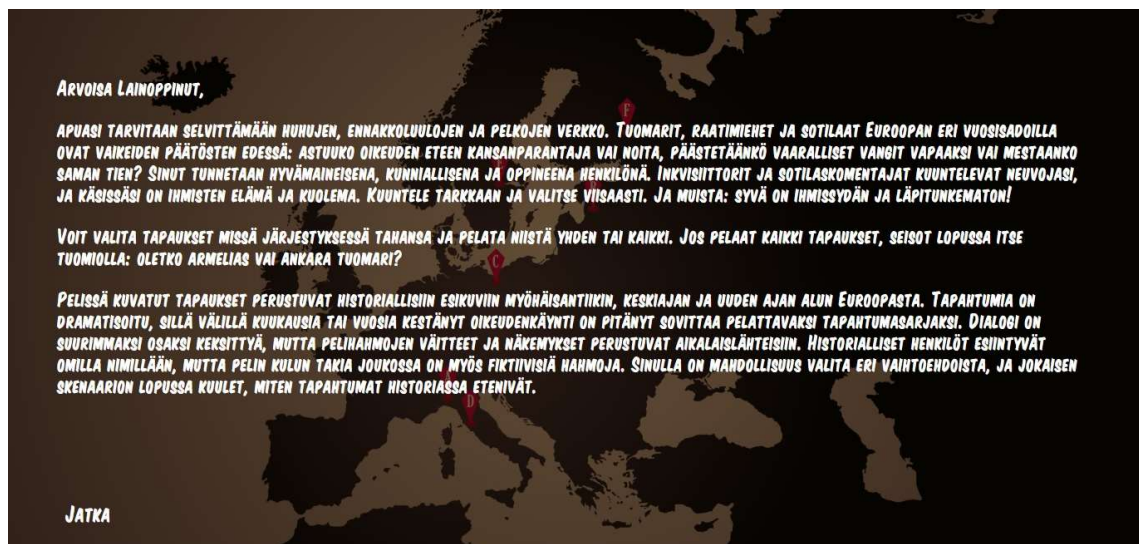 Arvoisa Lainoppinut,
apuasi tarvitaan selvittämään huhujen, ennakkoluulojen ja pelkojen verkko. Tuomarit, raatimiehet ja sotilaat Euroopan eri vuosisadoilla
ovat vaikeiden päätösten edessä: astuuko oikeuden eteen kansanparantaja vai noita, päästetäänkö vaaralliset vangit vapaaksi vai mestaanko
saman tien? Sinut tunnetaan hyvämaineisena, kunniallisena ja oppineena henkilönä. Inkvisiittorit ja sotilaskomentajat kuuntelevat neuvojasi,
ja käsissäsi on ihmisten elämä ja kuolema. Kuuntele tarkkaan ja valitse viisaasti. Ja muista: syvä on ihmissydän ja läpitunkematon!
Voit valita tapaukset missä järjestyksessä tahansa ja pelata niistä yhden tai kaikki. Jos pelaat kaikki tapaukset, seisot lopussa itse
tuomiolla: oletko armelias vai ankara tuomari?
Pelissä kuvatut tapaukset perustuvat historiallisiin esikuviin myöhäisantiikin, keskiajan ja uuden ajan alun Euroopasta. Tapahtumia on
dramatisoitu, sillä välillä kuukausia tai vuosia kestänyt oikeudenkäynti on pitänyt sovittaa pelattavaksi tapahtumasarjaksi. Dialogi on
suurimmaksi osaksi keksittyä, mutta pelihahmojen väitteet ja näkemykset perustuvat aikalaislähteisiin. Historialliset henkilöt esiintyvät
omilla nimillään, mutta pelin kulun takia joukossa on myös fiktiivisiä hahmoja. Sinulla on mahdollisuus valita eri vaihtoehdoista, ja jokaisen
skenaarion lopussa kuulet, miten tapahtumat historiassa etenivät.
Jatka
F
C
D